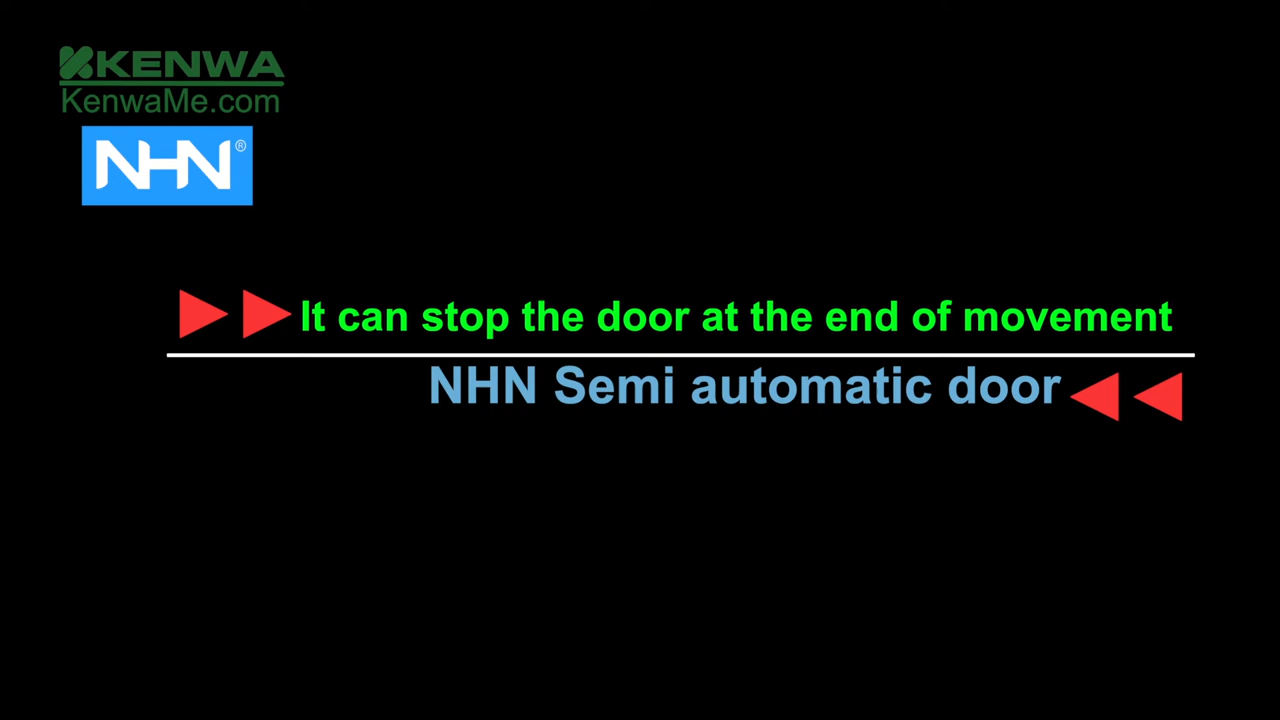 KENWA
KenwaMe.com
NHN®
It can stop the door at the end of movement
NHN Semi automatic door